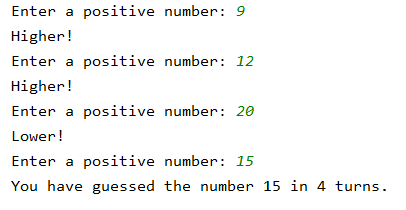 Enter a positive number: 9
Higher!
Enter a positive number: 12
Higher!
Enter a positive number: 20
Lower!
Enter a positive number: 15
You have guessed the number 15 in 4 turns.